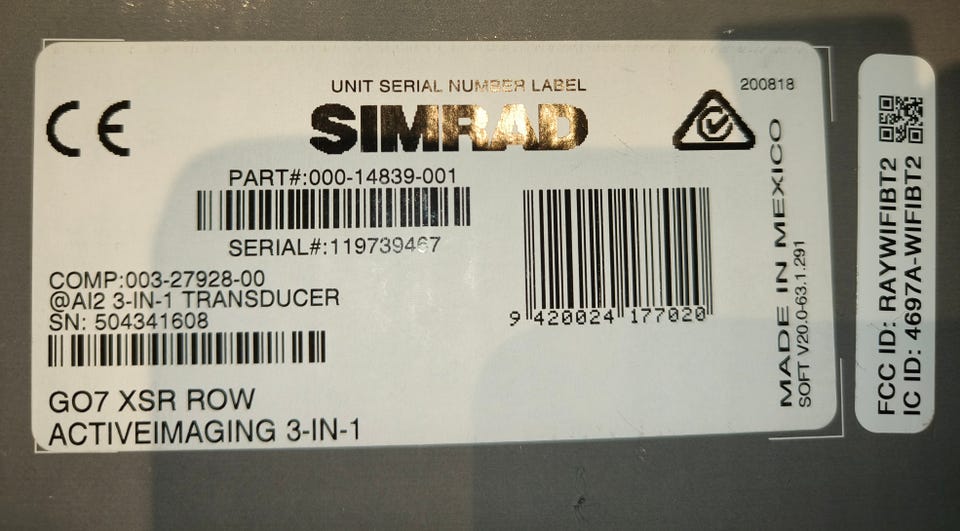 UNIT SERIAL NUMBER LABEL
200818
CE
SIMRAD
PART#:000-14839-001
SERIAL#:119739467
COMP:003-27928-00
@AI2 3-IN-1 TRANSDUCER
SN: 504341608
9 420024 177020
GO7 XSR ROW
ACTIVEIMAGING 3-IN-1
MADE IN MEXICO
SOFT V20.0-63.1.291
FCC ID: RAYWIFIBT2
IC ID: 4697A-WIFIBT2